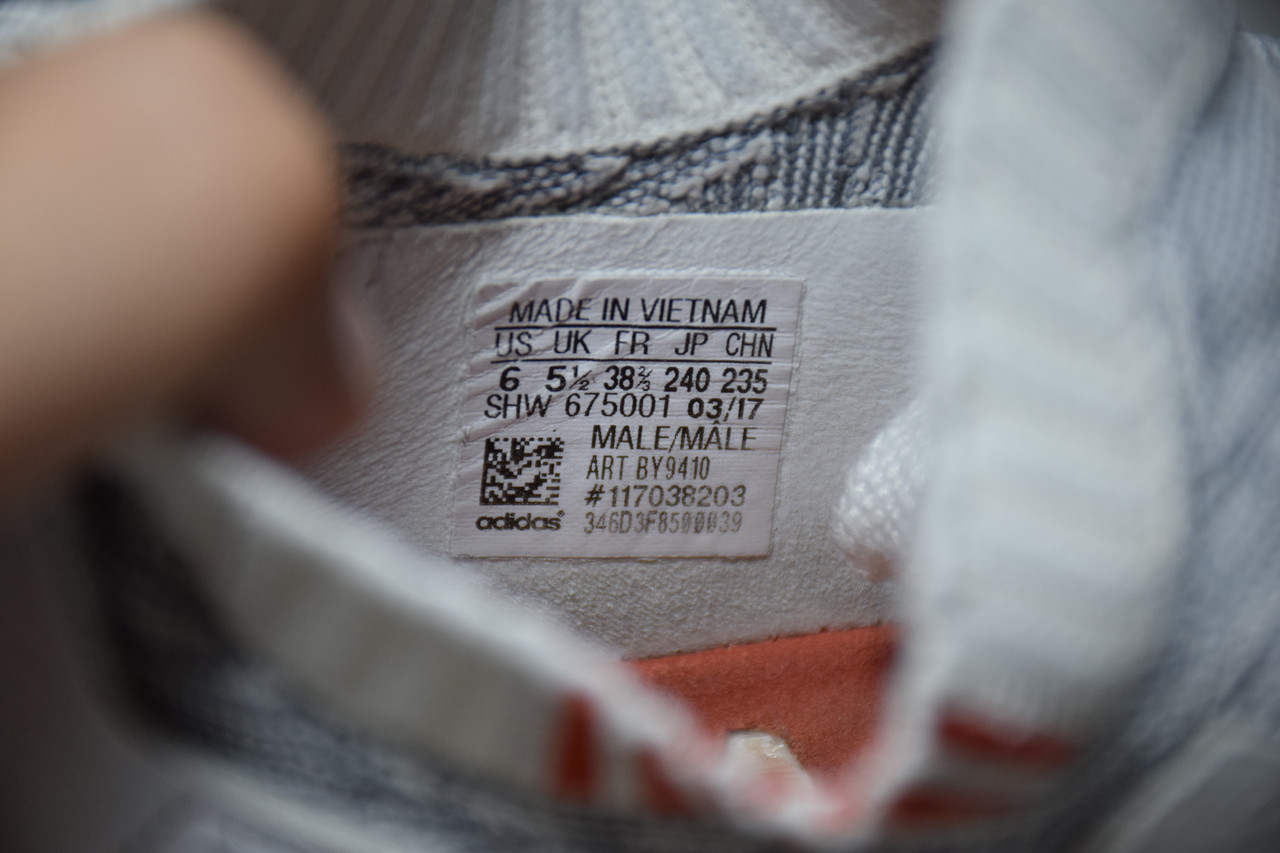 MADE IN VIETNAM
US UK FR JP CHN
6 5½ 38⅔ 240 235
SHW 675001 03/17
MALE/MÂLE
ART BY9410
#117038203
adidas® 346D3F8500039